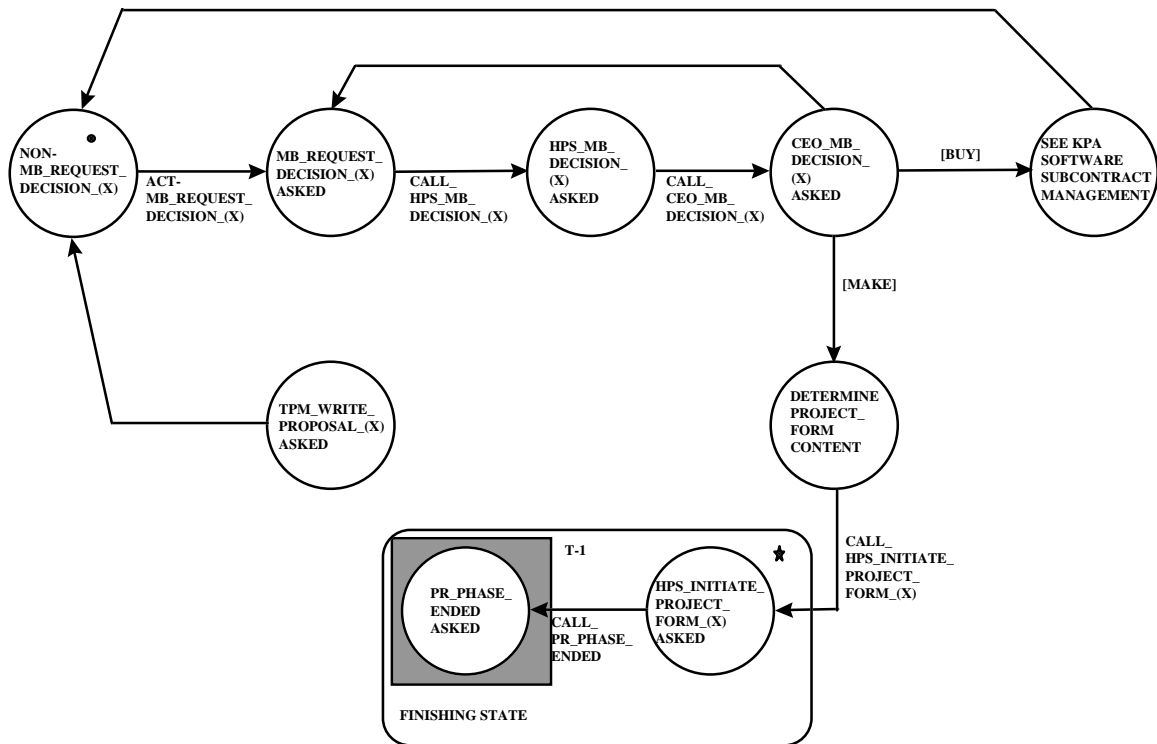 NON-
MB_REQUEST_
DECISION_(X)
ACT-
MB_REQUEST_
DECISION_(X)
MB_REQUEST_
DECISION_(X)
ASKED
CALL_
HPS_MB_
DECISION_(X)
HPS_MB_
DECISION_
(X)
ASKED
CALL_
CEO_MB_
DECISION_(X)
CEO_MB_
DECISION_
(X)
ASKED
[BUY]
SEE KPA
SOFTWARE
SUBCONTRACT
MANAGEMENT
[MAKE]
TPM_WRITE_
PROPOSAL_(X)
ASKED
DETERMINE
PROJECT_
FORM
CONTENT
CALL_
HPS_INITIATE_
PROJECT_
FORM_(X)
T-1
PR_PHASE_
ENDED
ASKED
CALL_
PR_PHASE_
ENDED
HPS_INITIATE_
PROJECT_
FORM_(X)
ASKED
FINISHING STATE